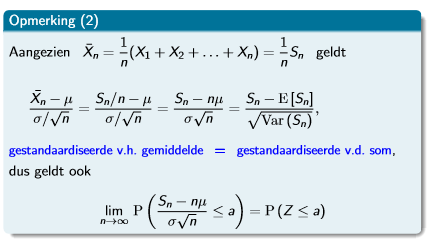 Opmerking (2)
Aangezien X̄ₙ = 1/n (X₁ + X₂ + … + Xₙ) = 1/n Sₙ geldt
(X̄ₙ − μ)/(σ/√n) = (Sₙ/n − μ)/(σ/√n) = (Sₙ − nμ)/(σ√n) = (Sₙ − E [Sₙ])/√(Var (Sₙ)),
gestandaardiseerde v.h. gemiddelde = gestandaardiseerde v.d. som,
dus geldt ook
lim n→∞ P ((Sₙ − nμ)/(σ√n) ≤ a) = P (Z ≤ a)